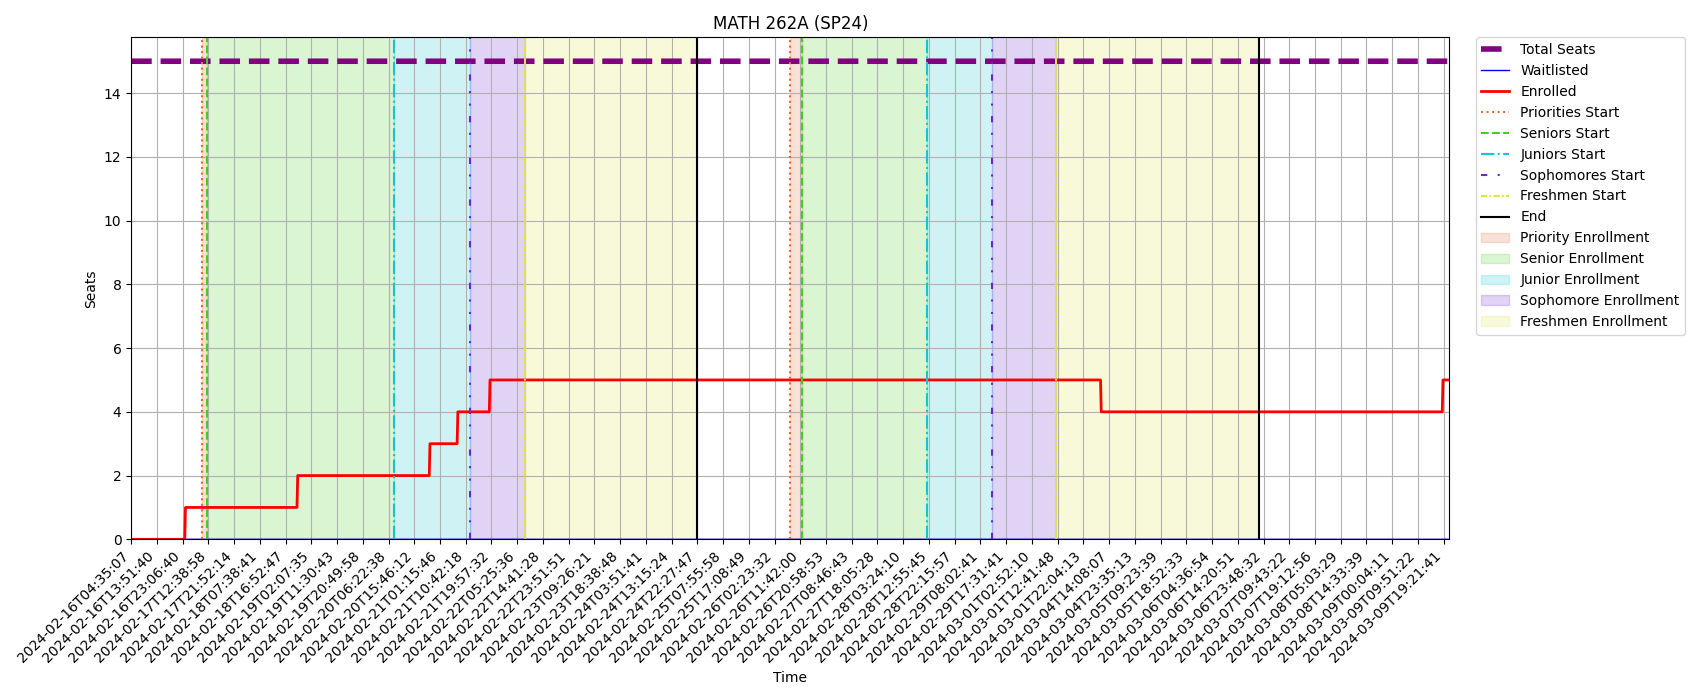 MATH 262A (SP24)
Seats
14
12
10
8
6
4
2
0
2024-02-16T04:35:07
2024-02-16T13:51:40
2024-02-16T23:06:40
2024-02-17T12:38:58
2024-02-17T21:52:14
2024-02-18T07:38:41
2024-02-18T16:52:47
2024-02-19T02:07:35
2024-02-19T11:30:43
2024-02-19T20:49:58
2024-02-20T06:22:38
2024-02-20T15:46:12
2024-02-21T01:15:46
2024-02-21T10:42:18
2024-02-21T19:57:32
2024-02-22T05:25:36
2024-02-22T14:41:28
2024-02-22T23:51:51
2024-02-23T09:26:21
2024-02-23T18:38:48
2024-02-24T03:51:41
2024-02-24T13:15:24
2024-02-24T22:27:47
2024-02-25T07:55:58
2024-02-25T17:08:49
2024-02-26T02:23:32
2024-02-26T11:42:00
2024-02-26T20:58:53
2024-02-27T08:46:43
2024-02-27T18:05:28
2024-02-28T03:24:10
2024-02-28T12:55:45
2024-02-28T22:15:57
2024-02-29T08:02:41
2024-02-29T17:31:41
2024-03-01T02:52:10
2024-03-01T12:41:48
2024-03-01T22:04:13
2024-03-04T14:08:07
2024-03-04T23:35:13
2024-03-05T09:23:39
2024-03-05T18:52:33
2024-03-06T04:36:54
2024-03-06T14:20:51
2024-03-06T23:48:32
2024-03-07T09:43:22
2024-03-07T19:12:56
2024-03-08T05:03:29
2024-03-08T14:33:39
2024-03-09T00:04:11
2024-03-09T09:51:22
2024-03-09T19:21:41
Time
Total Seats
Waitlisted
Enrolled
Priorities Start
Seniors Start
Juniors Start
Sophomores Start
Freshmen Start
End
Priority Enrollment
Senior Enrollment
Junior Enrollment
Sophomore Enrollment
Freshmen Enrollment